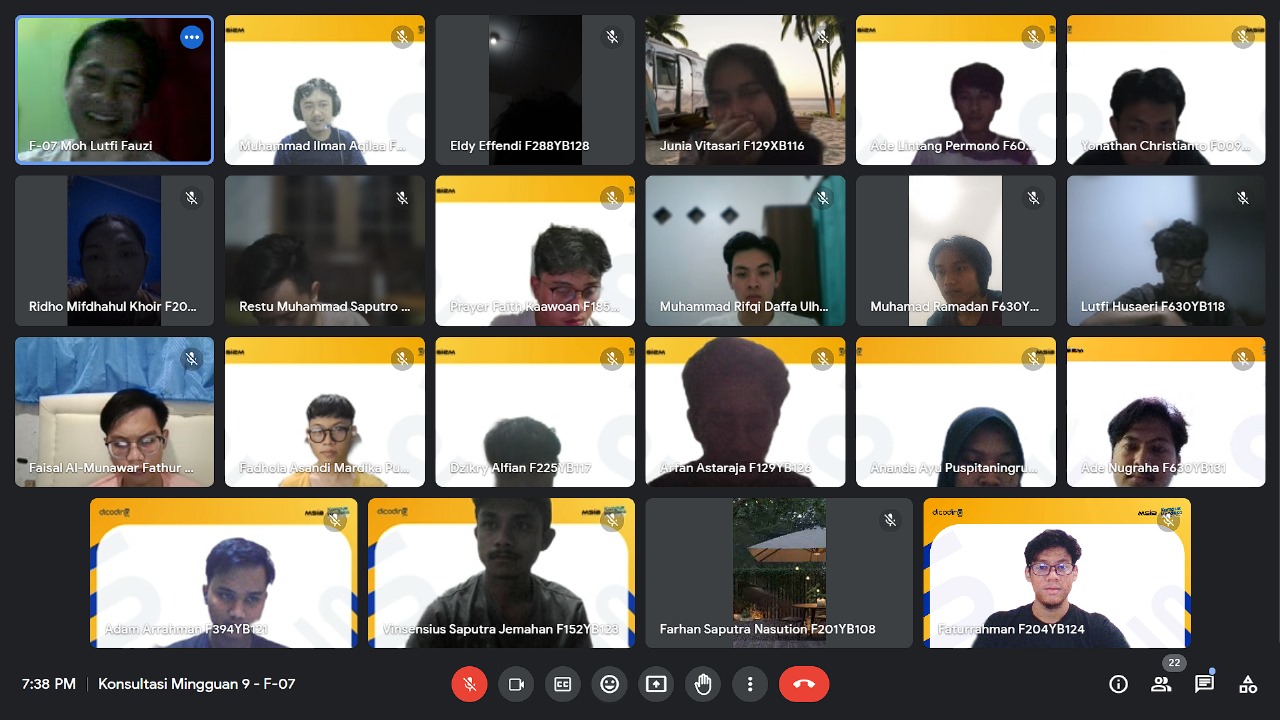 F-07 Moh Lutfi Fauzi
Muhammad Ilman Aqilaa F...
Eldy Effendi F288YB128
Junia Vitasari F129XB116
Ade Lintang Permono F60...
Yonathan Christianto F009...
Ridho Mifdhahul Khoir F20...
Restu Muhammad Saputro ...
Prayer Faith Kaawoan F185...
Muhammad Rifqi Daffa Ulh...
Muhamad Ramadan F630Y...
Lutfi Husaeri F630YB118
Faisal Al-Munawar Fathur ...
Fadhola Asandi Mardika Pu...
Dzikry Alfian F225YB117
Arfan Astaraja F129YB126
Ananda Ayu Puspitaningru...
Ade Nugraha F630YB131
dicoding
MSIB
Adam Arrahman F394YB121
dicoding
MSIB
Vinsensius Saputra Jemahan F152YB123
Farhan Saputra Nasution F201YB108
dicoding
MSIB
Faturrahman F204YB124
7:38 PM | Konsultasi Mingguan 9 - F-07
22